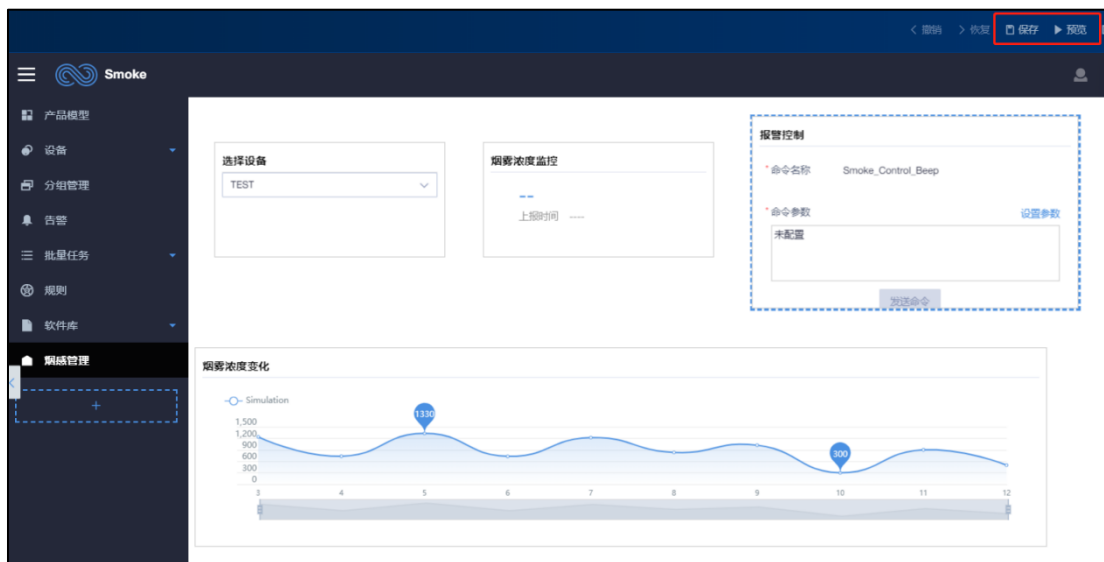 撤销 恢复 保存 预览
Smoke
产品模型
设备
分组管理
告警
批量任务
规则
软件库
烟感管理
+
选择设备
TEST
烟雾浓度监控
--
上报时间 ----
报警控制
*命令名称 Smoke_Control_Beep
*命令参数 设置参数
未配置
发送命令
烟雾浓度变化
Simulation
1,500
1,200
900
600
300
0
1330
300
3 4 5 6 7 8 9 10 11 12